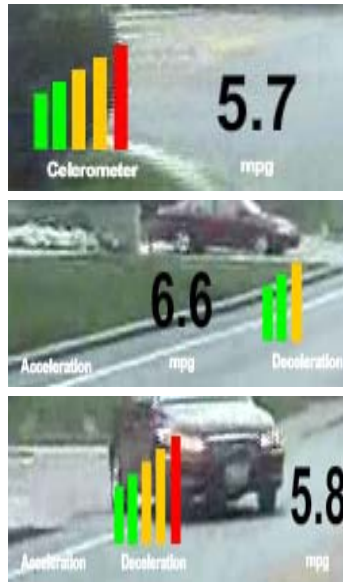 5.7
Celerometer
mpg
6.6
Acceleration
mpg
Deceleration
5.8
Acceleration
Deceleration
mpg